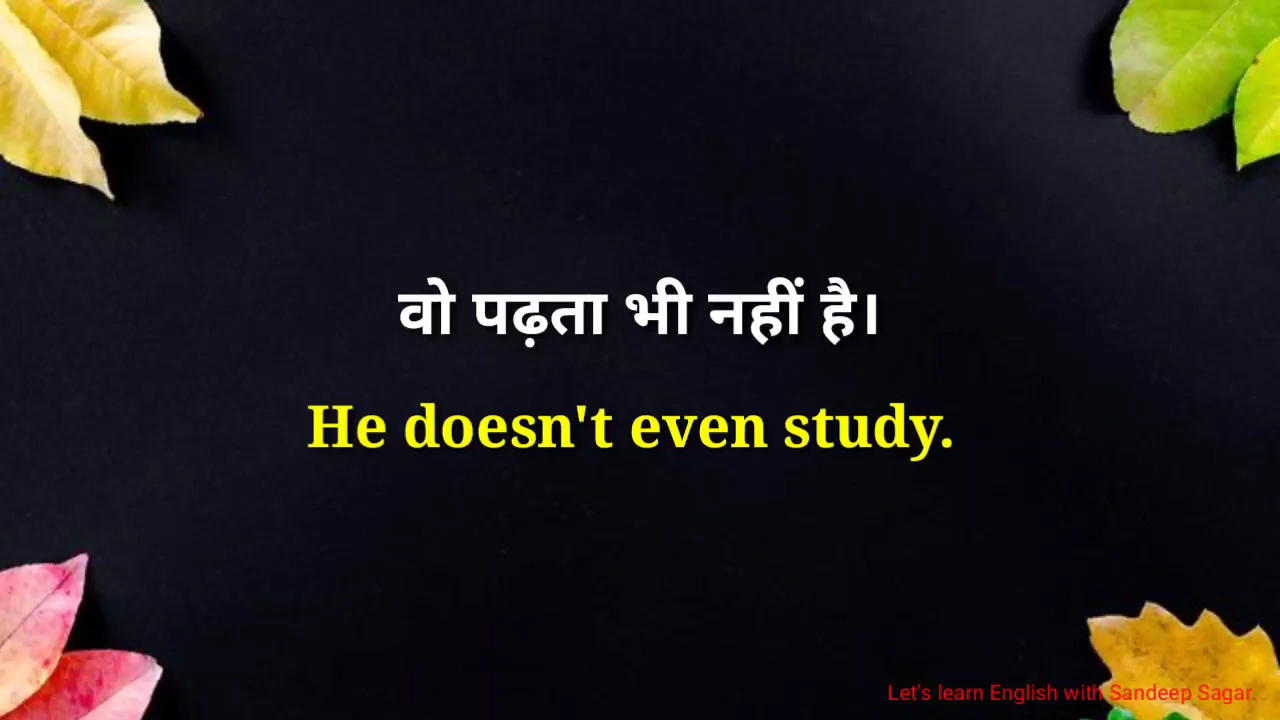 वो पढ़ता भी नहीं है।
He doesn't even study.
Let's learn English with Sandeep Sagar.